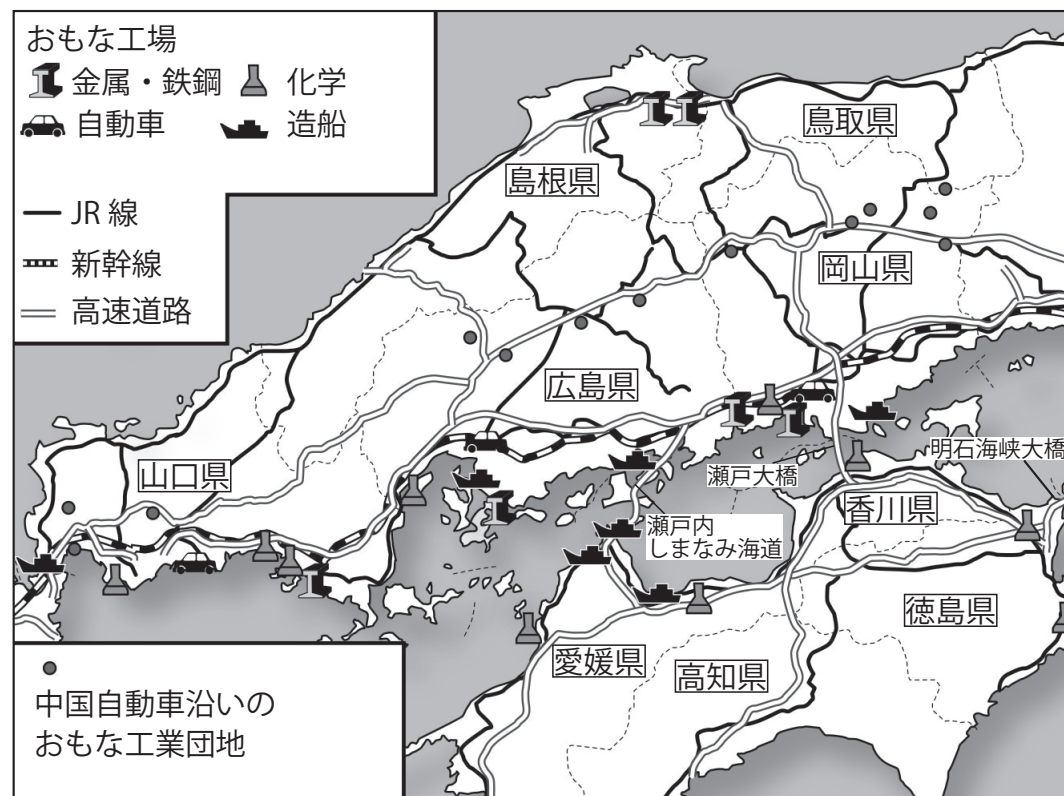 おもな工場
金属・鉄鋼
化学
自動車
造船
JR 線
新幹線
高速道路
鳥取県
島根県
岡山県
広島県
瀬戸大橋
明石海峡大橋
山口県
香川県
瀬戸内
しまなみ海道
徳島県
愛媛県
高知県
中国自動車沿いの
おもな工業団地